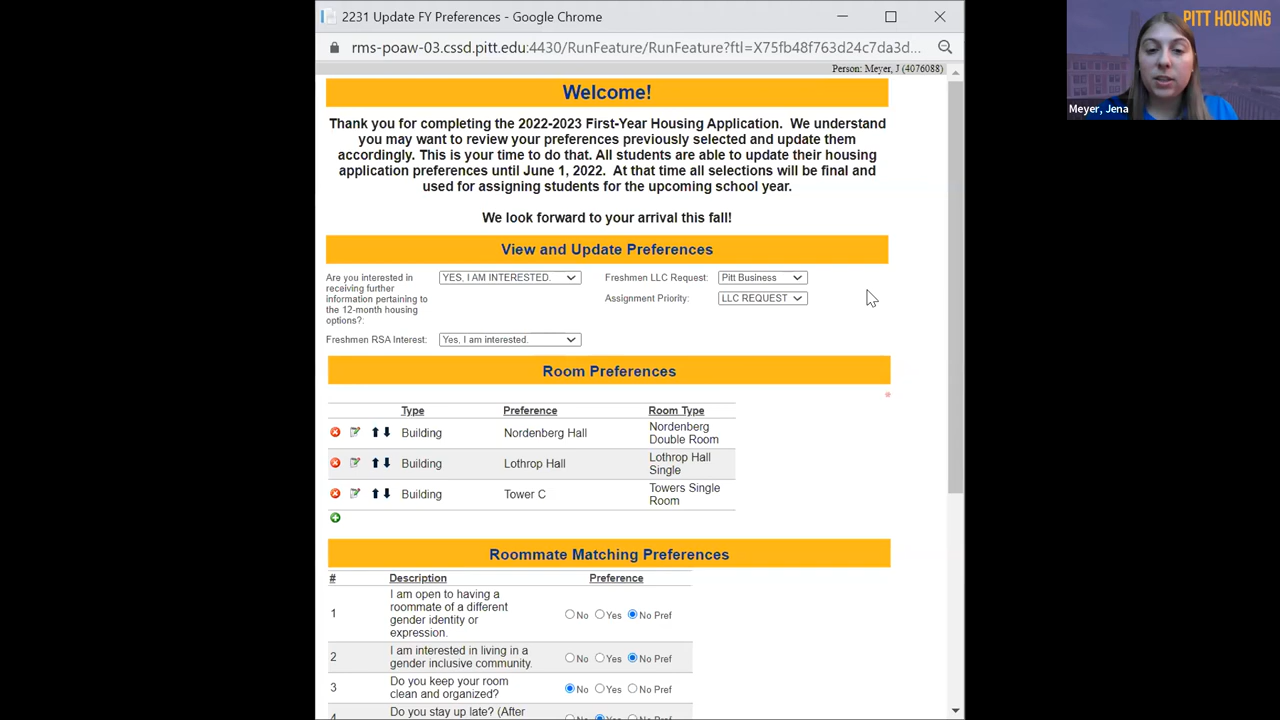 2231 Update FY Preferences - Google Chrome
rms-poaw-03.cssd.pitt.edu:4430/RunFeature/RunFeature?ftl=X75fb48f763d24c7da3d...
Person: Meyer, J (4076088)
PITT HOUSING
Meyer, Jena
Welcome!
Thank you for completing the 2022-2023 First-Year Housing Application. We understand
you may want to review your preferences previously selected and update them
accordingly. This is your time to do that. All students are able to update their housing
application preferences until June 1, 2022. At that time all selections will be final and
used for assigning students for the upcoming school year.
We look forward to your arrival this fall!
View and Update Preferences
Are you interested in
receiving further
information pertaining to
the 12-month housing
options?.
YES, I AM INTERESTED.
Freshmen LLC Request:
Pitt Business
Assignment Priority:
LLC REQUEST
Freshmen RSA Interest:
Yes, I am interested.
Room Preferences
*
Type Preference Room Type
Building Nordenberg Hall Nordenberg
Double Room
Building Lothrop Hall Lothrop Hall
Single
Building Tower C Towers Single
Room
Roommate Matching Preferences
# Description Preference
1
I am open to having a
roommate of a different
gender identity or
expression.
No Yes No Pref
2
I am interested in living in a
gender inclusive community.
No Yes No Pref
3
Do you keep your room
clean and organized?
No Yes No Pref
4
Do you stay up late? (After
No Yes No Pref